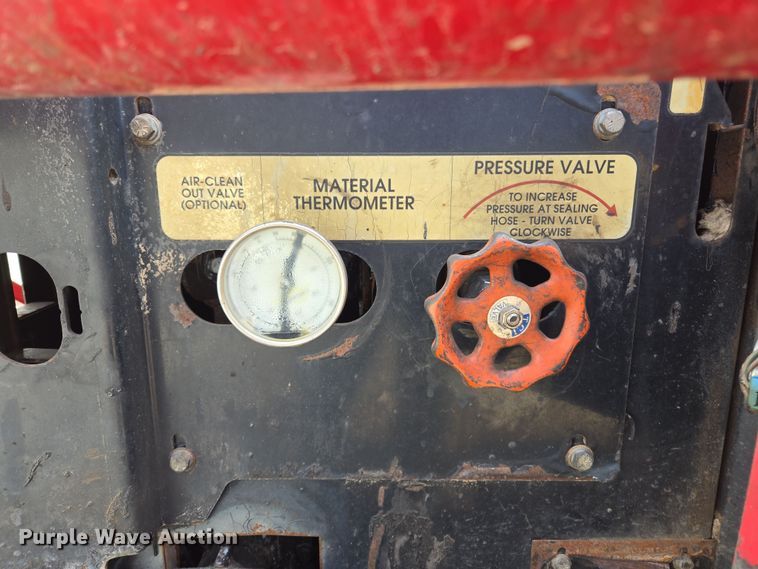 AIR-CLEAN
OUT VALVE
(OPTIONAL)
MATERIAL
THERMOMETER
PRESSURE VALVE
TO INCREASE
PRESSURE AT SEALING
HOSE - TURN VALVE
CLOCKWISE
Purple Wave Auction